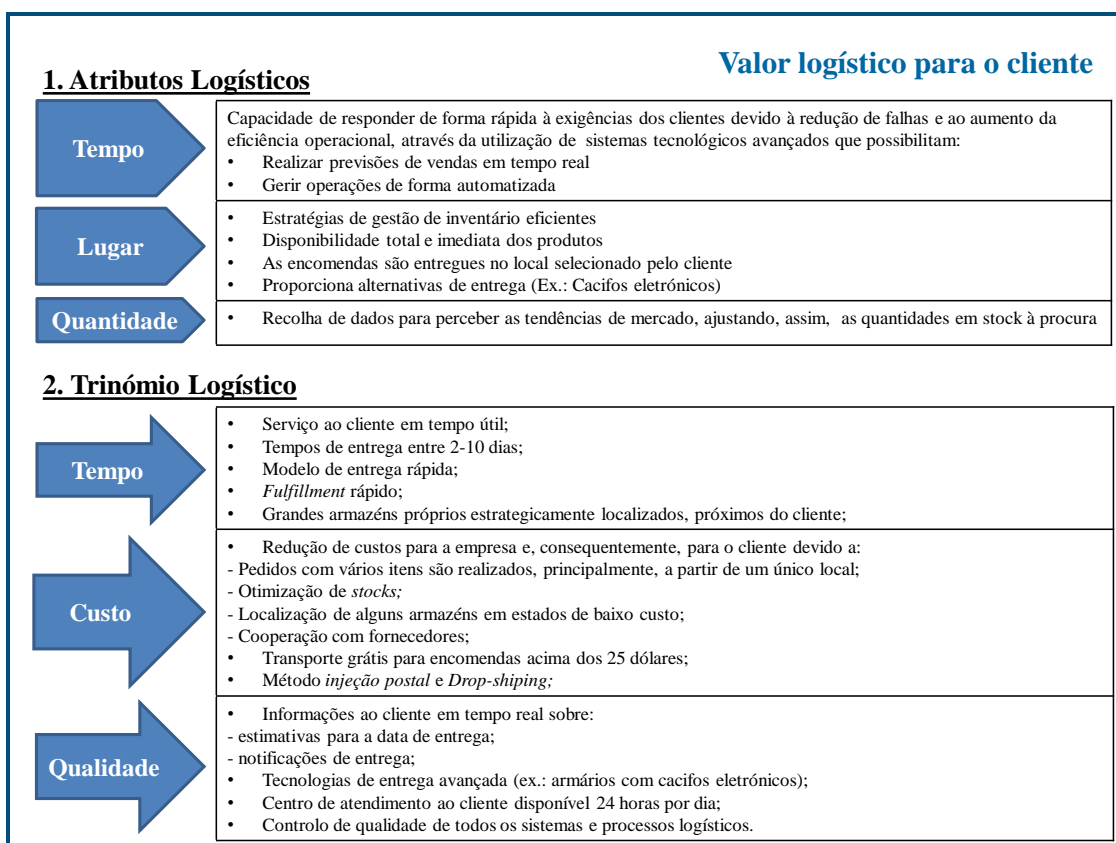 Valor logístico para o cliente
1. Atributos Logísticos
Tempo
Capacidade de responder de forma rápida à exigências dos clientes devido à redução de falhas e ao aumento da
eficiência operacional, através da utilização de sistemas tecnológicos avançados que possibilitam:
• Realizar previsões de vendas em tempo real
• Gerir operações de forma automatizada
Lugar
• Estratégias de gestão de inventário eficientes
• Disponibilidade total e imediata dos produtos
• As encomendas são entregues no local selecionado pelo cliente
• Proporciona alternativas de entrega (Ex.: Cacifos eletrónicos)
Quantidade
• Recolha de dados para perceber as tendências de mercado, ajustando, assim, as quantidades em stock à procura
2. Trinómio Logístico
Tempo
• Serviço ao cliente em tempo útil;
• Tempos de entrega entre 2-10 dias;
• Modelo de entrega rápida;
• Fulfillment rápido;
• Grandes armazéns próprios estrategicamente localizados, próximos do cliente;
Custo
• Redução de custos para a empresa e, consequentemente, para o cliente devido a:
- Pedidos com vários itens são realizados, principalmente, a partir de um único local;
- Otimização de stocks;
- Localização de alguns armazéns em estados de baixo custo;
- Cooperação com fornecedores;
• Transporte grátis para encomendas acima dos 25 dólares;
• Método injeção postal e Drop-shiping;
Qualidade
• Informações ao cliente em tempo real sobre:
- estimativas para a data de entrega;
- notificações de entrega;
• Tecnologias de entrega avançada (ex.: armários com cacifos eletrónicos);
• Centro de atendimento ao cliente disponível 24 horas por dia;
• Controlo de qualidade de todos os sistemas e processos logísticos.